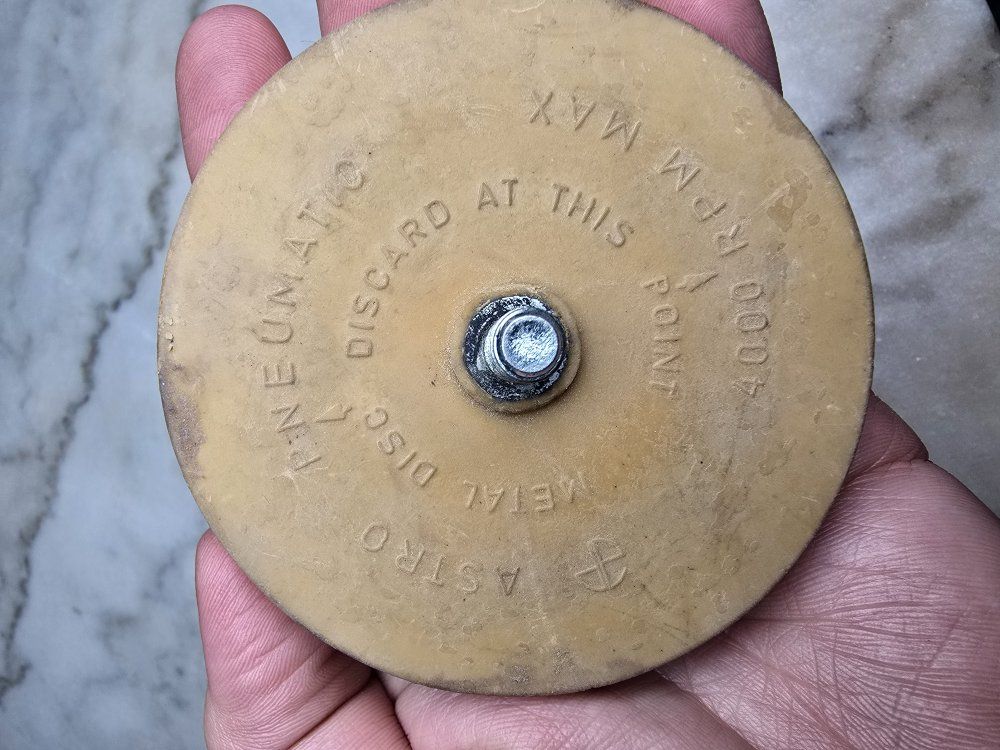 ASTRO PNEUMATIC
4000 RPM MAX
DISCARD AT THIS POINT
METAL DISC